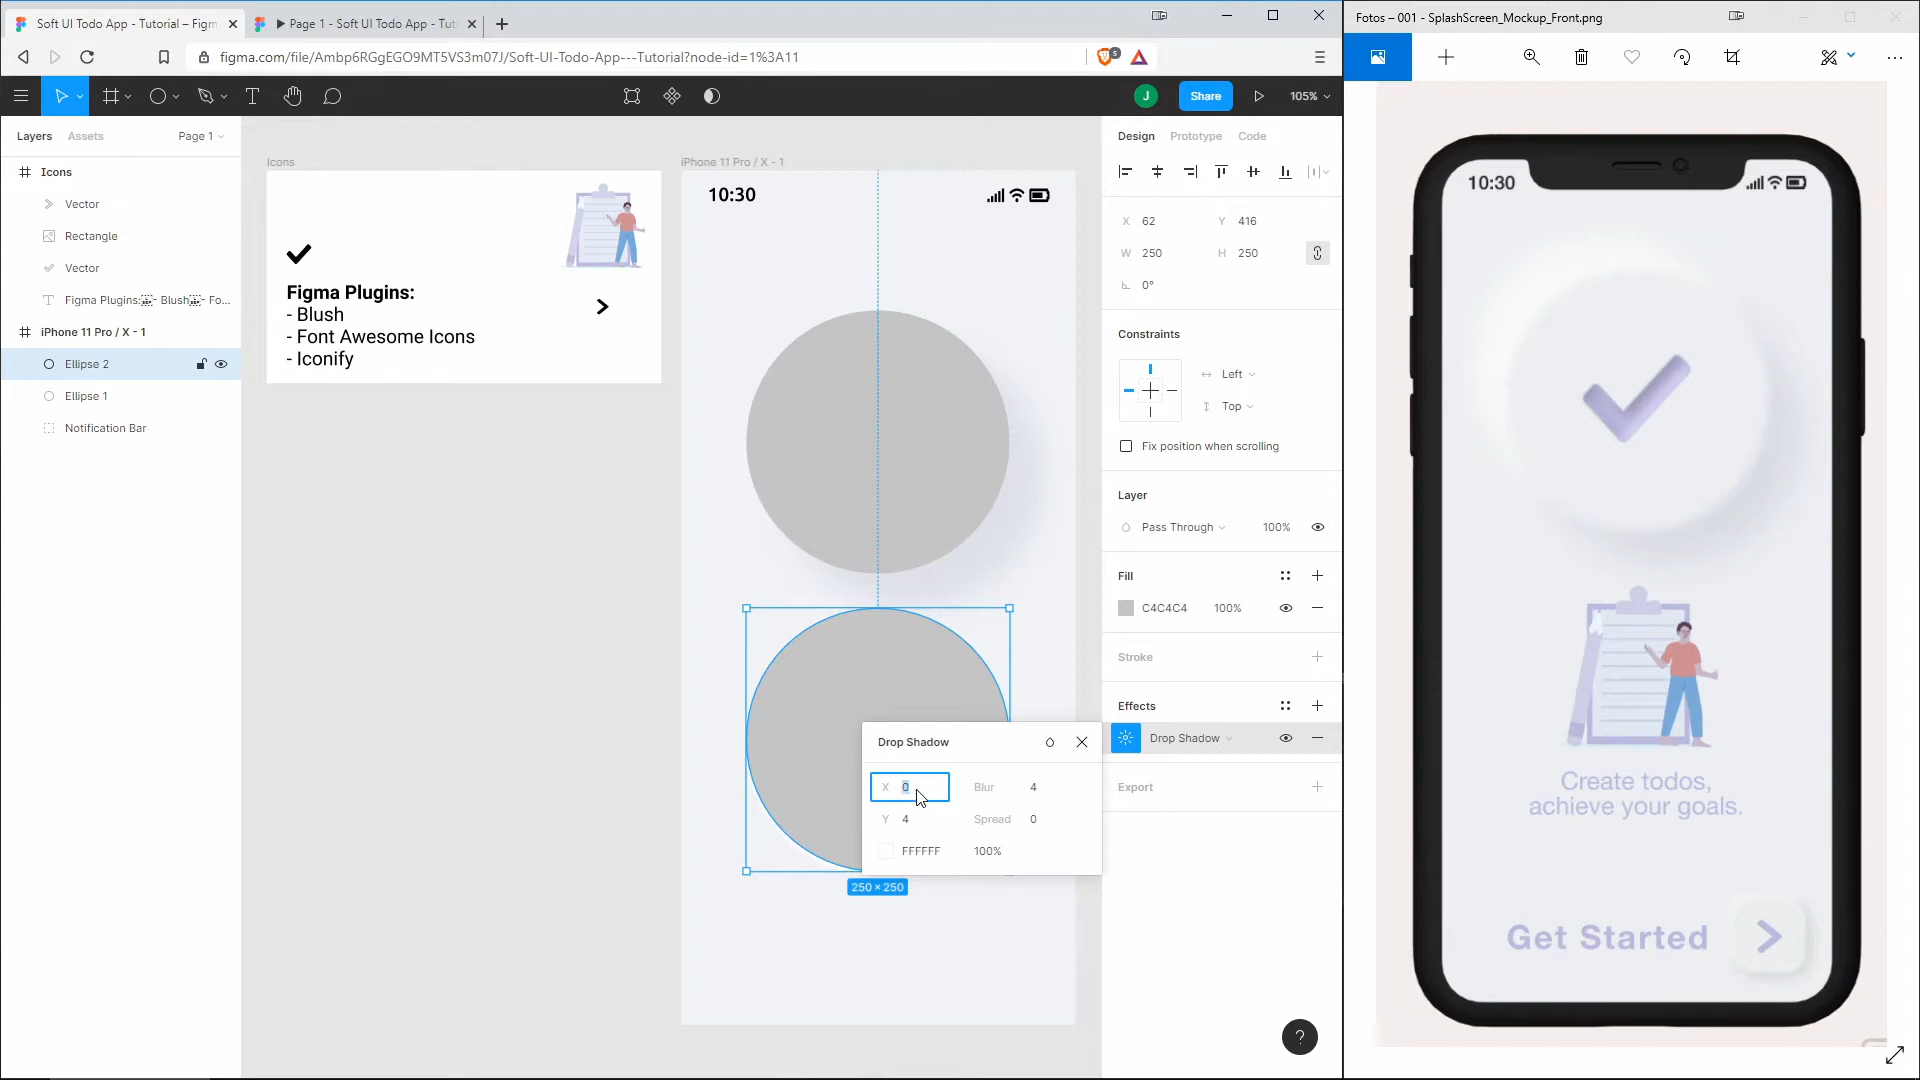 Soft UI Todo App - Tutorial – Figm
▶ Page 1 - Soft UI Todo App - Tut
Fotos – 001 - SplashScreen_Mockup_Front.png
figma.com/file/Ambp6RGgEGO9MT5VS3m07J/Soft-UI-Todo-App---Tutorial?node-id=1%3A11
5
J
Share
105%
Layers
Assets
Page 1
Icons
Vector
Rectangle
Vector
Figma Plugins: - Blush - Fo...
iPhone 11 Pro / X - 1
Ellipse 2
Ellipse 1
Notification Bar
Icons
Figma Plugins:
- Blush
- Font Awesome Icons
- Iconify
iPhone 11 Pro / X - 1
10:30
250 × 250
Drop Shadow
X 0
Blur 4
Y 4
Spread 0
FFFFFF 100%
Design
Prototype
Code
X 62
Y 416
W 250
H 250
0°
Constraints
Left
Top
Fix position when scrolling
Layer
Pass Through
100%
Fill
C4C4C4 100%
Stroke
Effects
Drop Shadow
Export
?
10:30
Create todos,
achieve your goals.
Get Started